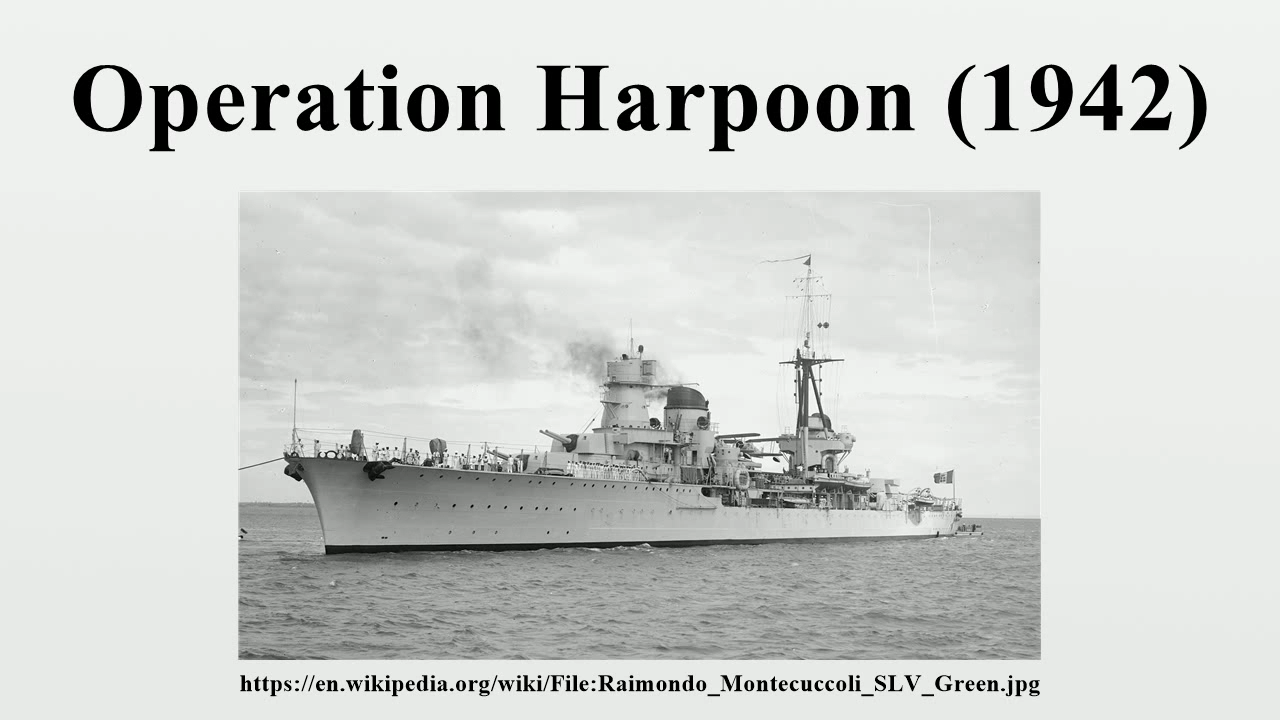 Operation Harpoon (1942)
https://en.wikipedia.org/wiki/File:Raimondo_Montecuccoli_SLV_Green.jpg